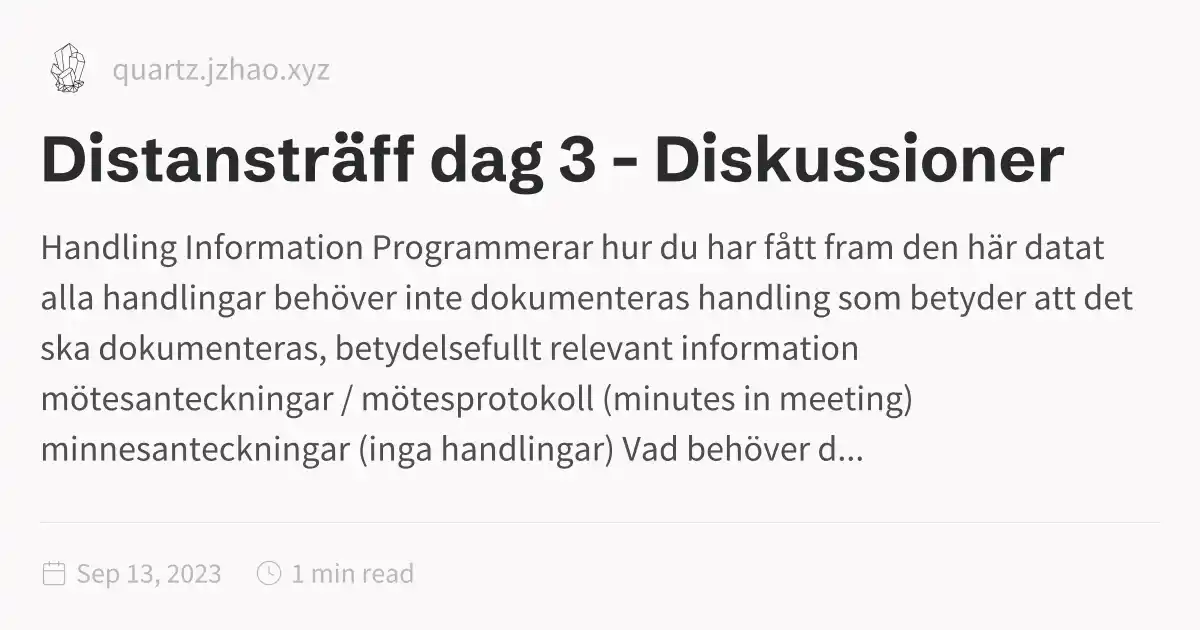 quartz.jzhao.xyz
Distansträff dag 3 - Diskussioner
Handling Information Programmerar hur du har fått fram den här datat
alla handlingar behöver inte dokumenteras handling som betyder att det
ska dokumenteras, betydelsefullt relevant information
mötesanteckningar / mötesprotokoll (minutes in meeting)
minnesanteckningar (inga handlingar) Vad behöver d...
Sep 13, 2023 1 min read